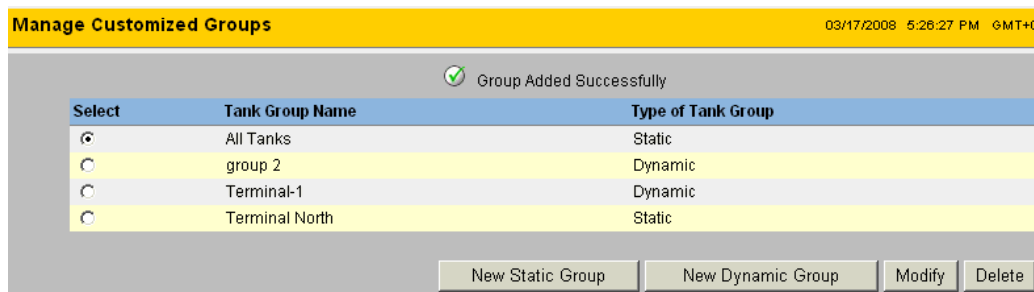 Manage Customized Groups 03/17/2008 5:26:27 PM GMT+0
Group Added Successfully
Select Tank Group Name Type of Tank Group
All Tanks Static
group 2 Dynamic
Terminal-1 Dynamic
Terminal North Static
New Static Group New Dynamic Group Modify Delete